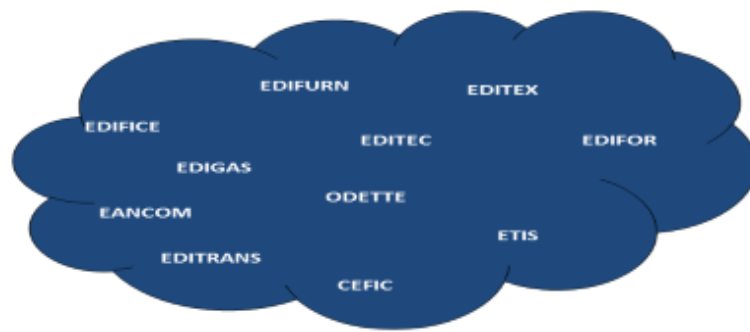 EDIFURN
EDITEX
EDIFICE
EDITEC
EDIFOR
EDIGAS
ODETTE
EANCOM
ETIS
EDITRANS
CEFIC